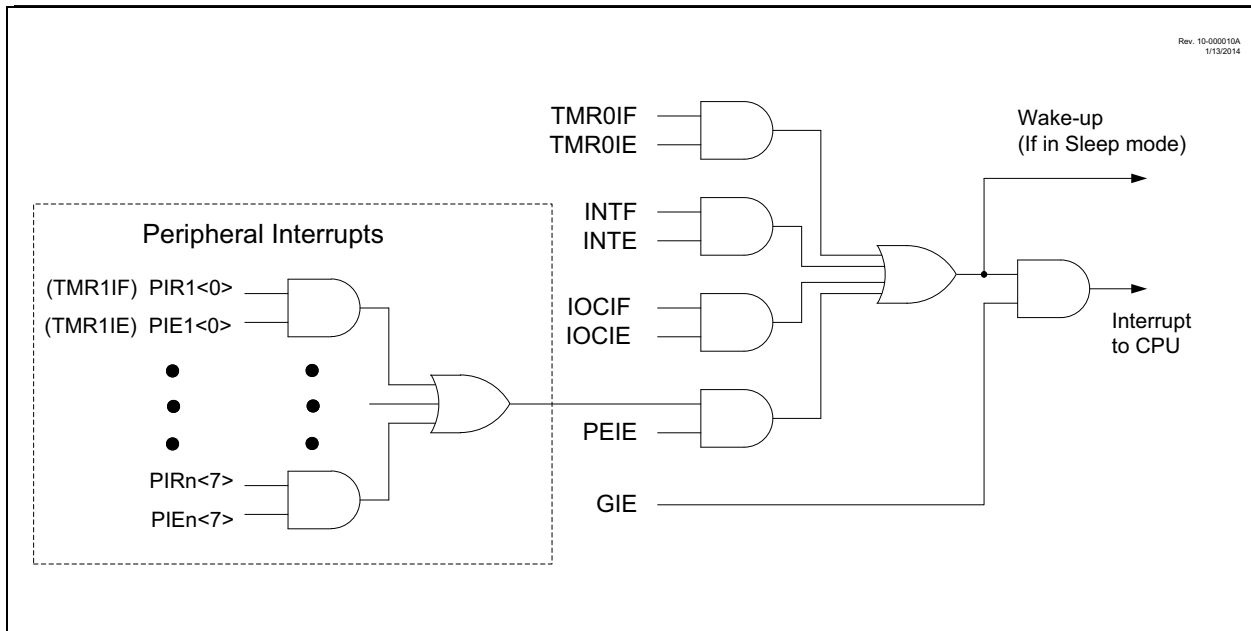 Rev. 10-000010A
1/13/2014
TMR0IF
TMR0IE
Wake-up
(If in Sleep mode)
INTF
INTE
Peripheral Interrupts
(TMR1IF) PIR1<0>
(TMR1IE) PIE1<0>
IOCIF
IOCIE
Interrupt
to CPU
PEIE
PIRn<7>
PIEn<7>
GIE